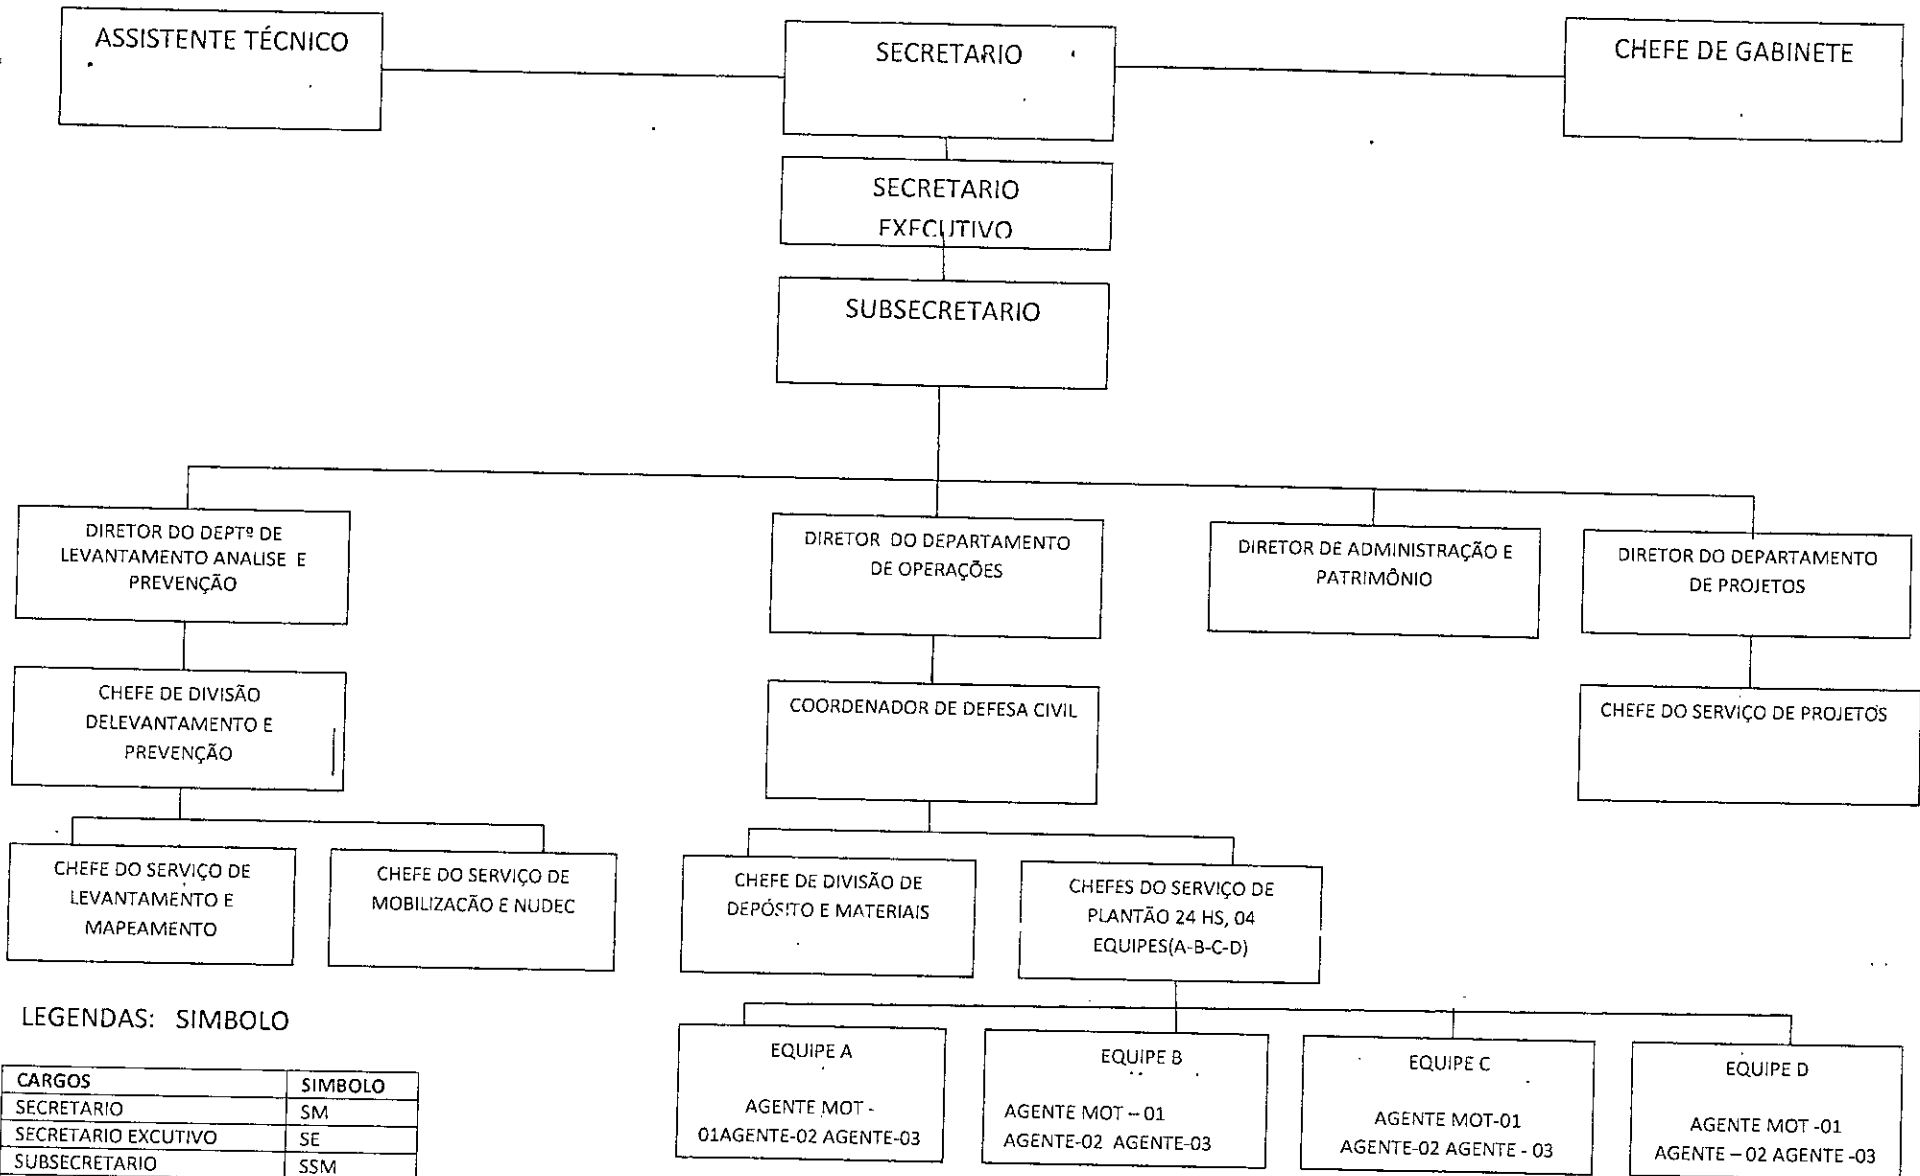 ASSISTENTE TÉCNICO
SECRETARIO
CHEFE DE GABINETE
SECRETARIO
EXECUTIVO
SUBSECRETARIO
DIRETOR DO DEPTº DE
LEVANTAMENTO ANALISE E
PREVENÇÃO
DIRETOR DO DEPARTAMENTO
DE OPERAÇÕES
DIRETOR DE ADMINISTRAÇÃO E
PATRIMÔNIO
DIRETOR DO DEPARTAMENTO
DE PROJETOS
CHEFE DE DIVISÃO
DELEVANTAMENTO E
PREVENÇÃO
COORDENADOR DE DEFESA CIVIL
CHEFE DO SERVIÇO DE PROJETOS
CHEFE DO SERVIÇO DE
LEVANTAMENTO E
MAPEAMENTO
CHEFE DO SERVIÇO DE
MOBILIZACÃO E NUDEC
CHEFE DE DIVISÃO DE
DEPÓSITO E MATERIAIS
CHEFES DO SERVIÇO DE
PLANTÃO 24 HS, 04
EQUIPES(A-B-C-D)
EQUIPE A
AGENTE MOT -
01AGENTE-02 AGENTE-03
EQUIPE B
AGENTE MOT – 01
AGENTE-02 AGENTE-03
EQUIPE C
AGENTE MOT-01
AGENTE-02 AGENTE - 03
EQUIPE D
AGENTE MOT -01
AGENTE – 02 AGENTE -03
LEGENDAS: SIMBOLO
CARGOS SIMBOLO
SECRETARIO SM
SECRETARIO EXCUTIVO SE
SUBSECRETARIO SSM